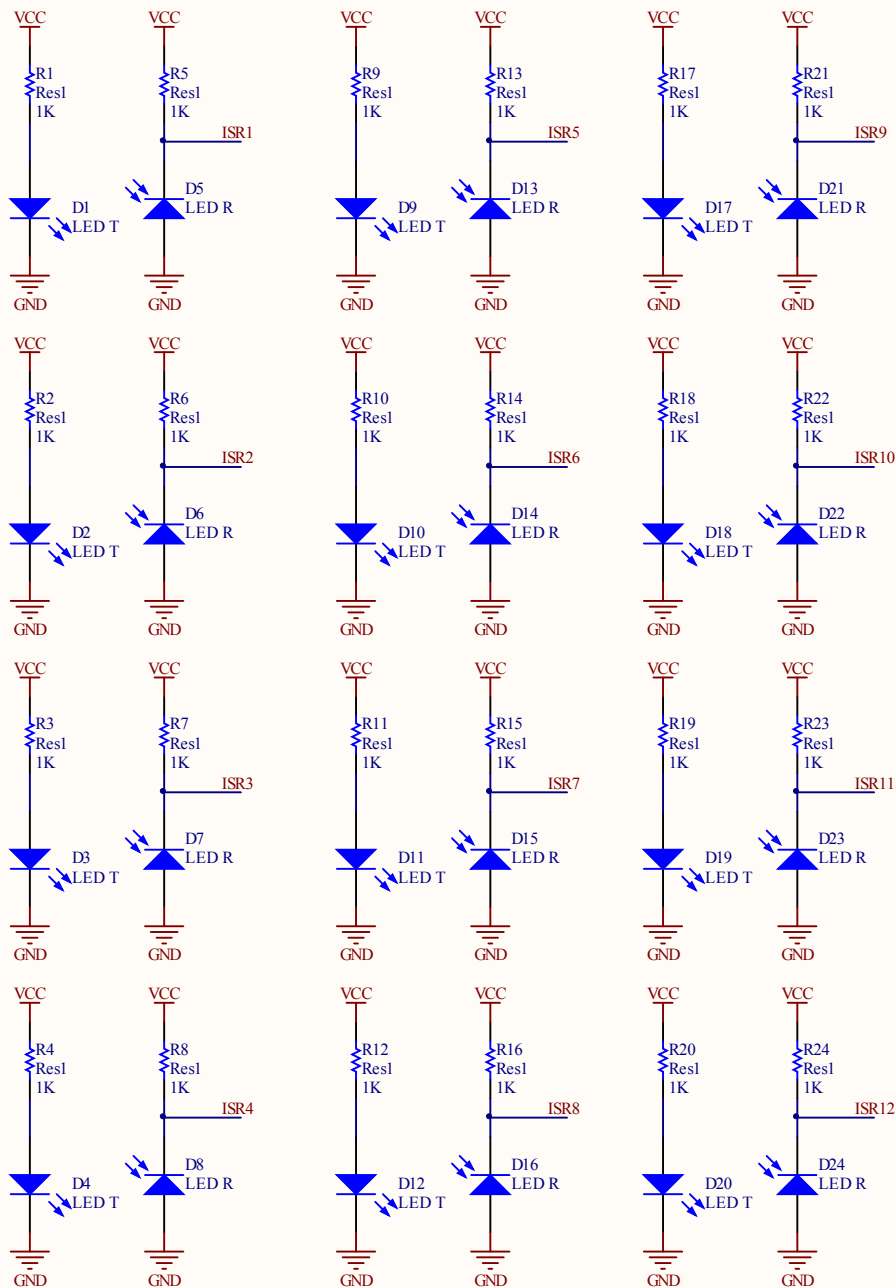 VCC VCC VCC VCC VCC VCC
R1 R5 R9 R13 R17 R21
Res1 Res1 Res1 Res1 Res1 Res1
1K 1K 1K 1K 1K 1K
ISR1 ISR5 ISR9
D1 D5 D9 D13 D17 D21
LED T LED R LED T LED R LED T LED R
GND GND GND GND GND GND
VCC VCC VCC VCC VCC VCC
R2 R6 R10 R14 R18 R22
Res1 Res1 Res1 Res1 Res1 Res1
1K 1K 1K 1K 1K 1K
ISR2 ISR6 ISR10
D2 D6 D10 D14 D18 D22
LED T LED R LED T LED R LED T LED R
GND GND GND GND GND GND
VCC VCC VCC VCC VCC VCC
R3 R7 R11 R15 R19 R23
Res1 Res1 Res1 Res1 Res1 Res1
1K 1K 1K 1K 1K 1K
ISR3 ISR7 ISR11
D3 D7 D11 D15 D19 D23
LED T LED R LED T LED R LED T LED R
GND GND GND GND GND GND
VCC VCC VCC VCC VCC VCC
R4 R8 R12 R16 R20 R24
Res1 Res1 Res1 Res1 Res1 Res1
1K 1K 1K 1K 1K 1K
ISR4 ISR8 ISR12
D4 D8 D12 D16 D20 D24
LED T LED R LED T LED R LED T LED R
GND GND GND GND GND GND